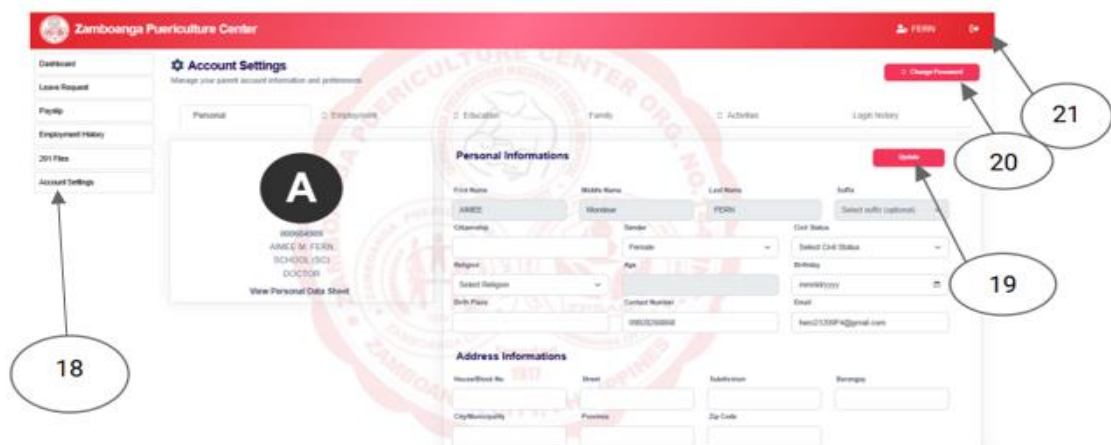 Zamboanga Puericulture Center
FERN
Dashboard
Leave Request
Payslip
Employment History
201 Files
Account Settings
Account Settings
Manage your parent account information and preferences
Change Password
Personal
Employment
Education
Family
Activities
Login history
A
AIMEE M. FERN
SCHOOL (SC)
DOCTOR
View Personal Data Sheet
Personal Informations
Update
First Name Middle Name Last Name Suffix
AIMEE FERN Select suffix (optional)
Citizenship Gender Civil Status
Female Select Civil Status
Religion Age Birthday
Select Religion mm/dd/yyyy
Birth Place Contact Number Email
Address Informations
House/Block No. Street Subdivision Barangay
City/Municipality Province Zip Code
18
19
20
21
1917